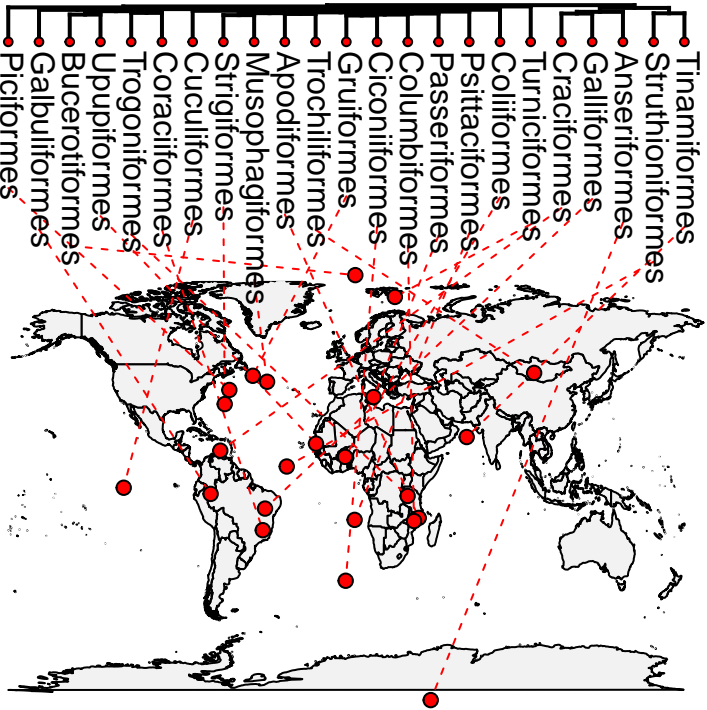 Piciformes
Galbuliformes
Bucerotiformes
Upupiformes
Trogoniformes
Coraciiformes
Cuculiformes
Strigiformes
Musophagiformes
Apodiformes
Trochiliformes
Gruiformes
Ciconiiformes
Columbiformes
Passeriformes
Psittaciformes
Coliiformes
Turniciformes
Craciformes
Galliformes
Anseriformes
Struthioniformes
Tinamiformes